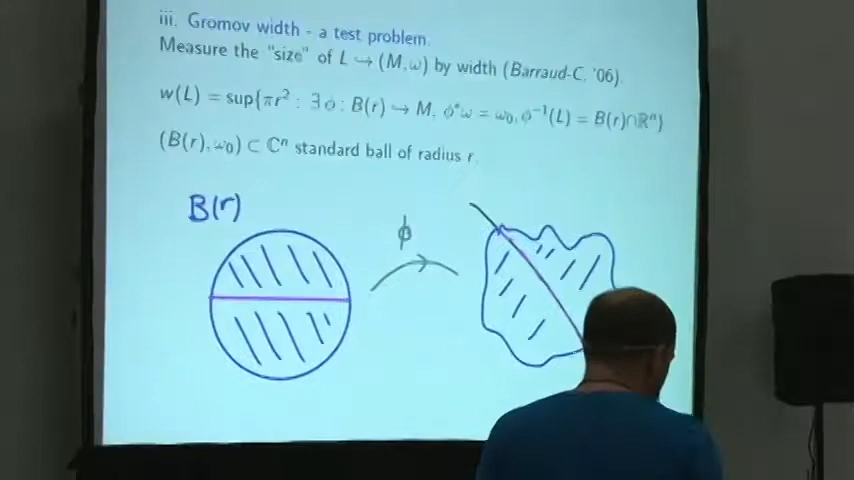 iii. Gromov width - a test problem.
Measure the "size" of L ↪ (M,ω) by width (Barraud-C, '06).
w(L) = sup{πr² : ∃ φ : B(r) ↪ M, φ*ω = ω₀, φ⁻¹(L) = B(r)∩ℝⁿ}
(B(r), ω₀) ⊂ ℂⁿ standard ball of radius r.
B(r)
ϕ